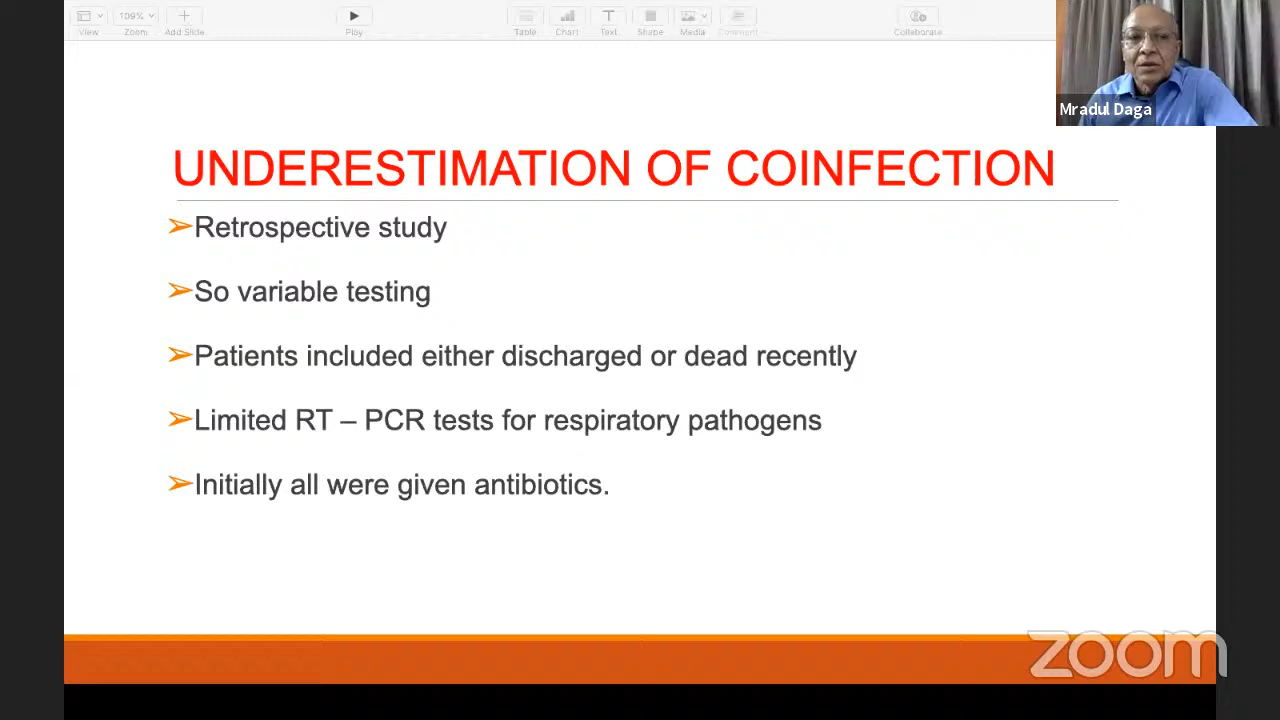 109%
View
Zoom
Add Slide
Play
Table
Chart
Text
Shape
Media
Comment
Collaborate
Mradul Daga
UNDERESTIMATION OF COINFECTION
➢Retrospective study
➢So variable testing
➢Patients included either discharged or dead recently
➢Limited RT – PCR tests for respiratory pathogens
➢Initially all were given antibiotics.
zoom